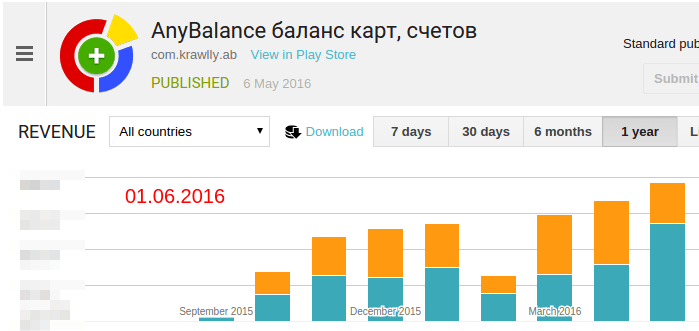 AnyBalance баланс карт, счетов
com.krawlly.ab View in Play Store
Standard pub
PUBLISHED 6 May 2016
Submit
REVENUE All countries Download 7 days 30 days 6 months 1 year
01.06.2016
September 2015 December 2015 March 2016